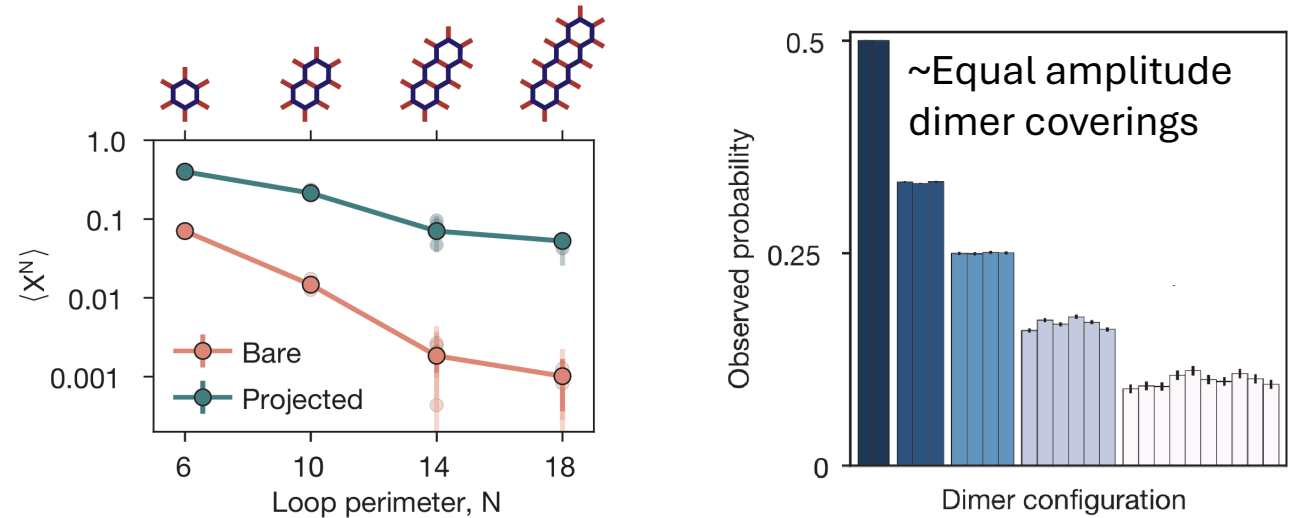 1.0
0.1
0.01
0.001
⟨X^N⟩
Bare
Projected
6 10 14 18
Loop perimeter, N
0.5
0.25
0
Observed probability
~Equal amplitude
dimer coverings
Dimer configuration